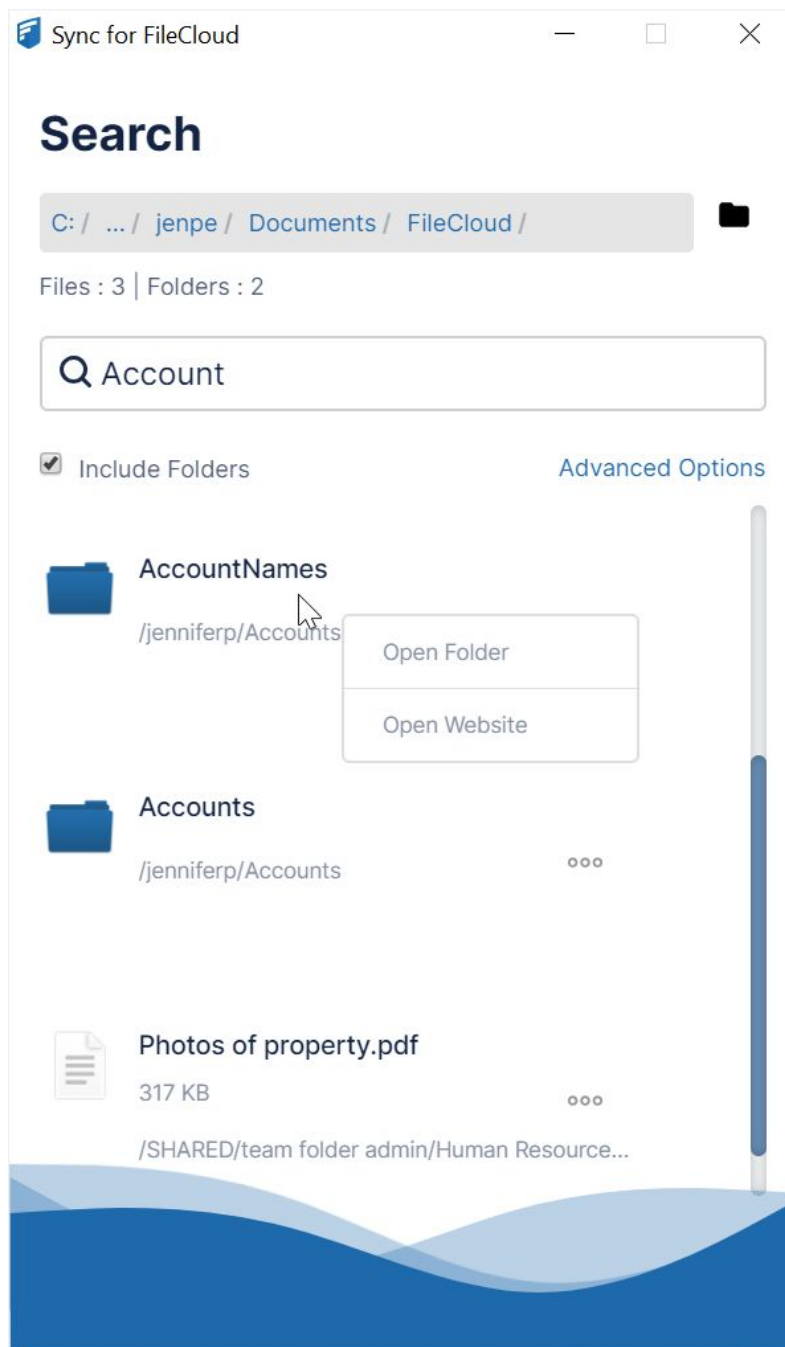 Sync for FileCloud
Search
C: / ... / jenpe / Documents / FileCloud /
Files : 3 | Folders : 2
Account
Include Folders
Advanced Options
AccountNames
/jenniferp/Accounts
Open Folder
Open Website
Accounts
/jenniferp/Accounts
Photos of property.pdf
317 KB
/SHARED/team folder admin/Human Resource...